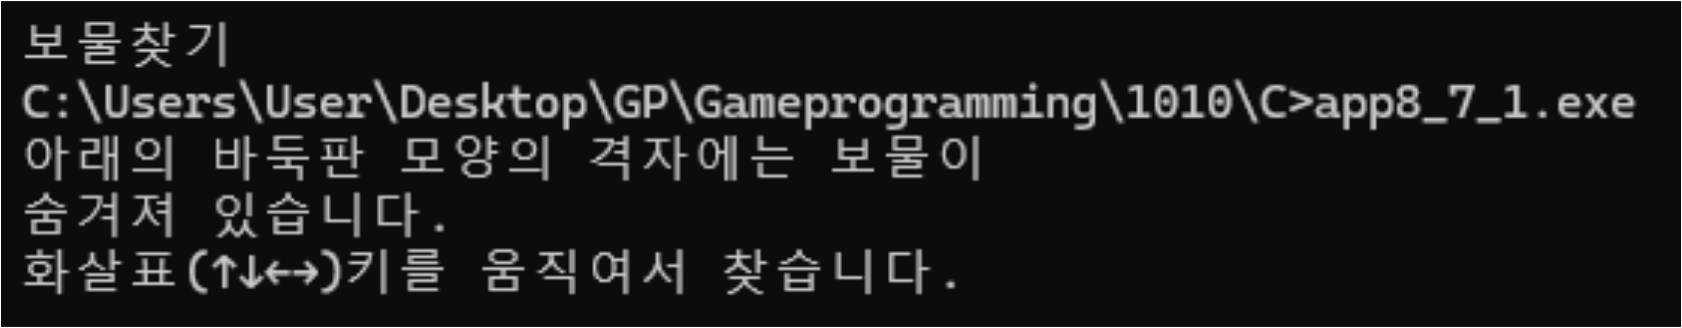 보물찾기
C:\Users\User\Desktop\GP\Gameprogramming\1010\C>app8_7_1.exe
아래의 바둑판 모양의 격자에는 보물이
숨겨져 있습니다.
화살표(↑↓←→)키를 움직여서 찾습니다.